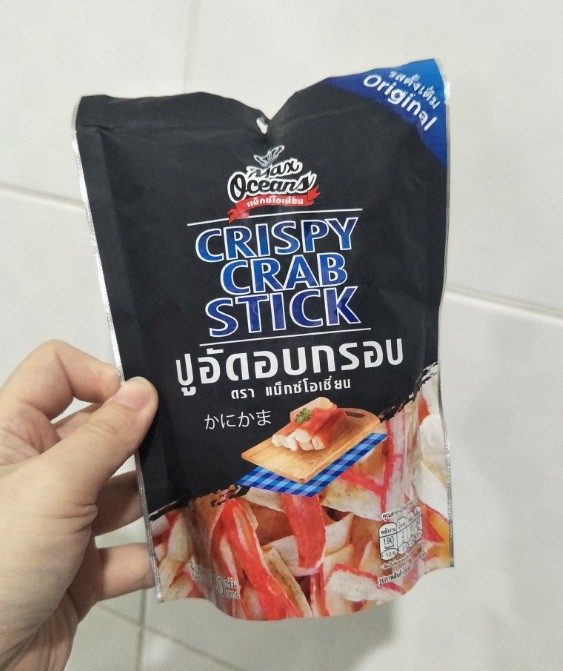 รสดั้งเดิม
Original
Max
Oceans
แม็กซ์โอเชี่ยน
CRISPY
CRAB
STICK
ปูอัดอบกรอบ
ตรา แม็กซ์โอเชี่ยน
かにかま
190